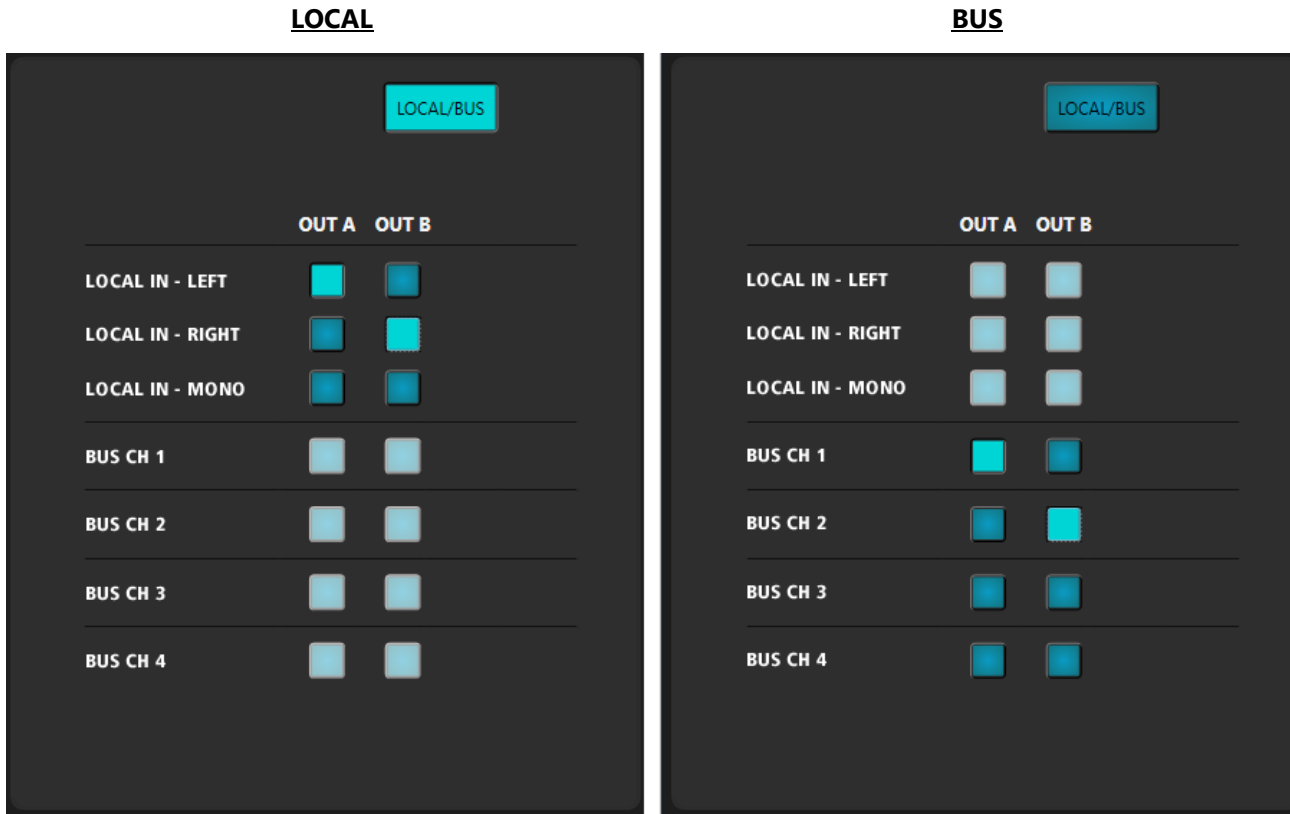 LOCAL
LOCAL/BUS
OUT A OUT B
LOCAL IN - LEFT
LOCAL IN - RIGHT
LOCAL IN - MONO
BUS CH 1
BUS CH 2
BUS CH 3
BUS CH 4
BUS
LOCAL/BUS
OUT A OUT B
LOCAL IN - LEFT
LOCAL IN - RIGHT
LOCAL IN - MONO
BUS CH 1
BUS CH 2
BUS CH 3
BUS CH 4